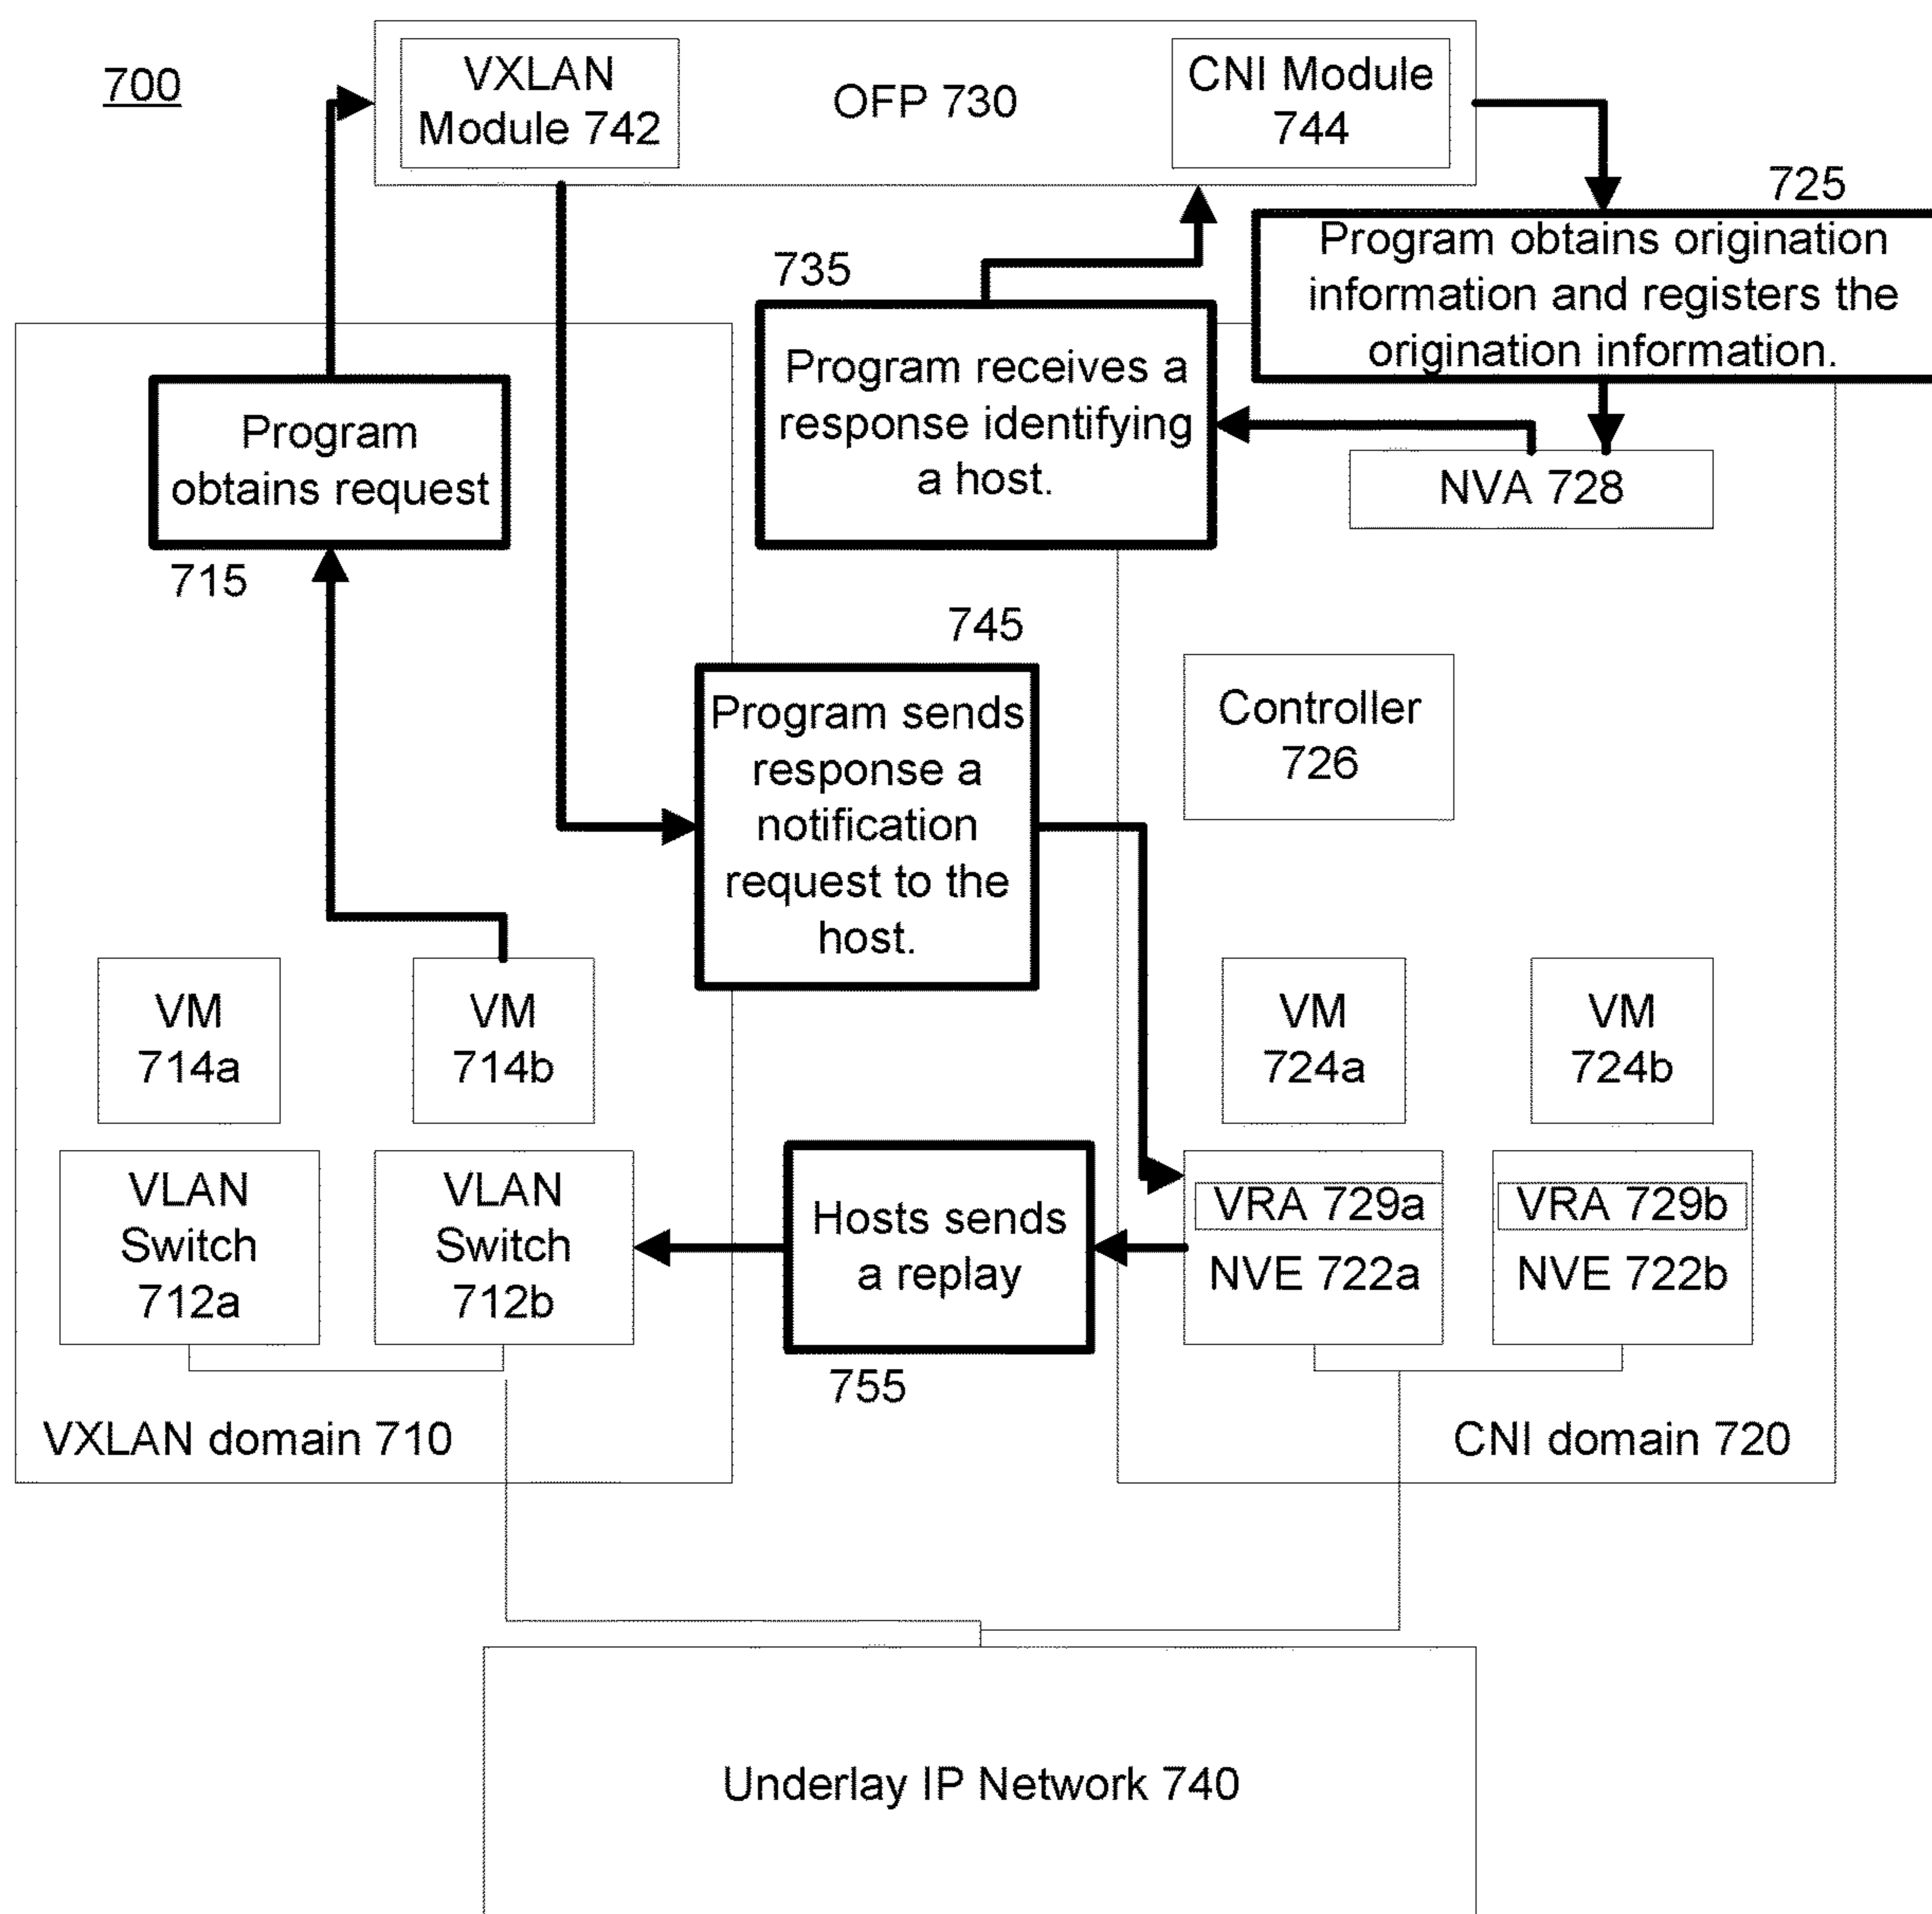 700
VXLAN
Module 742
OFP 730
CNI Module
744
725
Program obtains origination
information and registers the
origination information.
735
Program receives a
response identifying
a host.
Program
obtains request
715
NVA 728
745
Program sends
response a
notification
request to the
host.
Controller
726
VM
714a
VM
714b
VM
724a
VM
724b
VLAN
Switch
712a
VLAN
Switch
712b
Hosts sends
a replay
755
VRA 729a
NVE 722a
VRA 729b
NVE 722b
VXLAN domain 710
CNI domain 720
Underlay IP Network 740